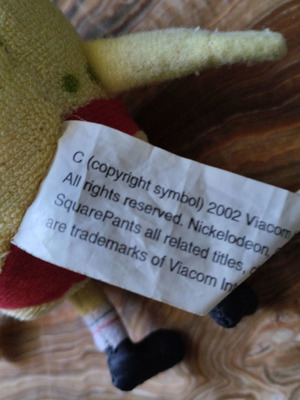 C (copyright symbol) 2002 Viacom
All rights reserved. Nickelodeon,
SquarePants all related titles,
are trademarks of Viacom In